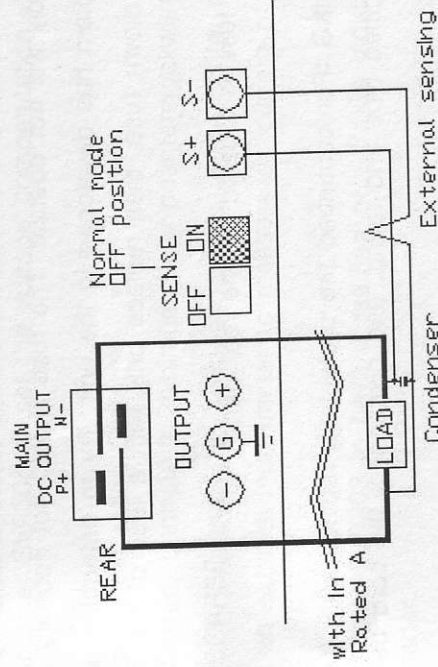 MAIN
DC OUTPUT
P+ N-
REAR
OUTPUT
- G +
Normal mode
OFF position
SENSE
OFF ON
S+ S-
with in
Rated A
LOAD
Condenser
External sensing